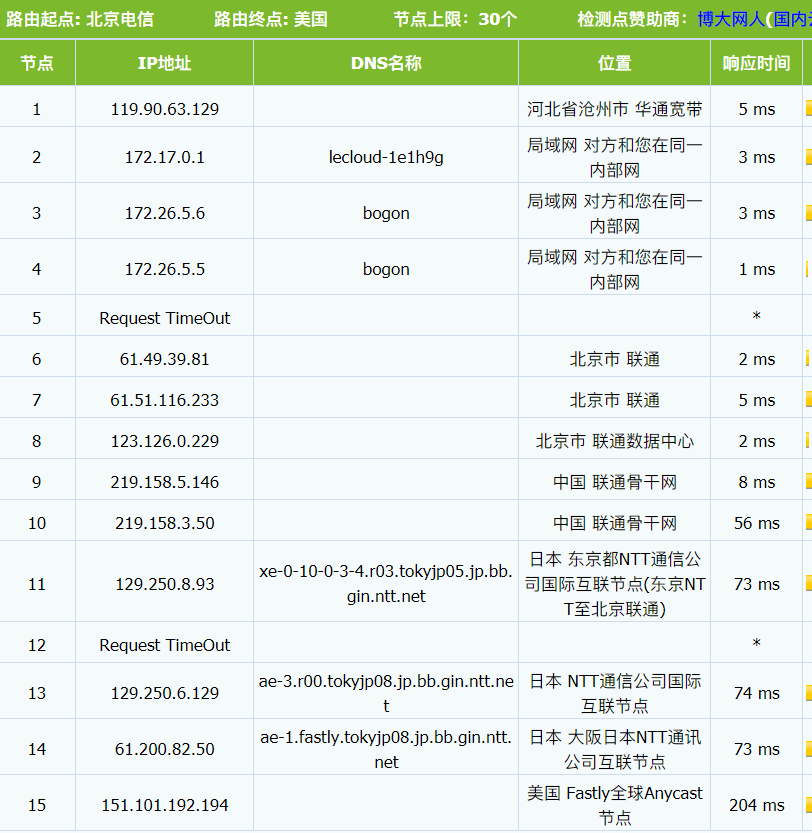 路由起点: 北京电信 路由终点: 美国 节点上限：30个 检测点赞助商：博大网人(国内
节点 IP地址 DNS名称 位置 响应时间
1 119.90.63.129 河北省沧州市 华通宽带 5 ms
2 172.17.0.1 lecloud-1e1h9g 局域网 对方和您在同一
内部网 3 ms
3 172.26.5.6 bogon 局域网 对方和您在同一
内部网 3 ms
4 172.26.5.5 bogon 局域网 对方和您在同一
内部网 1 ms
5 Request TimeOut *
6 61.49.39.81 北京市 联通 2 ms
7 61.51.116.233 北京市 联通 5 ms
8 123.126.0.229 北京市 联通数据中心 2 ms
9 219.158.5.146 中国 联通骨干网 8 ms
10 219.158.3.50 中国 联通骨干网 56 ms
11 129.250.8.93 xe-0-10-0-3-4.r03.tokyjp05.jp.bb.
gin.ntt.net 日本 东京都NTT通信公
司国际互联节点(东京NT
T至北京联通) 73 ms
12 Request TimeOut *
13 129.250.6.129 ae-3.r00.tokyjp08.jp.bb.gin.ntt.ne
t 日本 NTT通信公司国际
互联节点 74 ms
14 61.200.82.50 ae-1.fastly.tokyjp08.jp.bb.gin.ntt.
net 日本 大阪日本NTT通讯
公司互联节点 73 ms
15 151.101.192.194 美国 Fastly全球Anycast
节点 204 ms